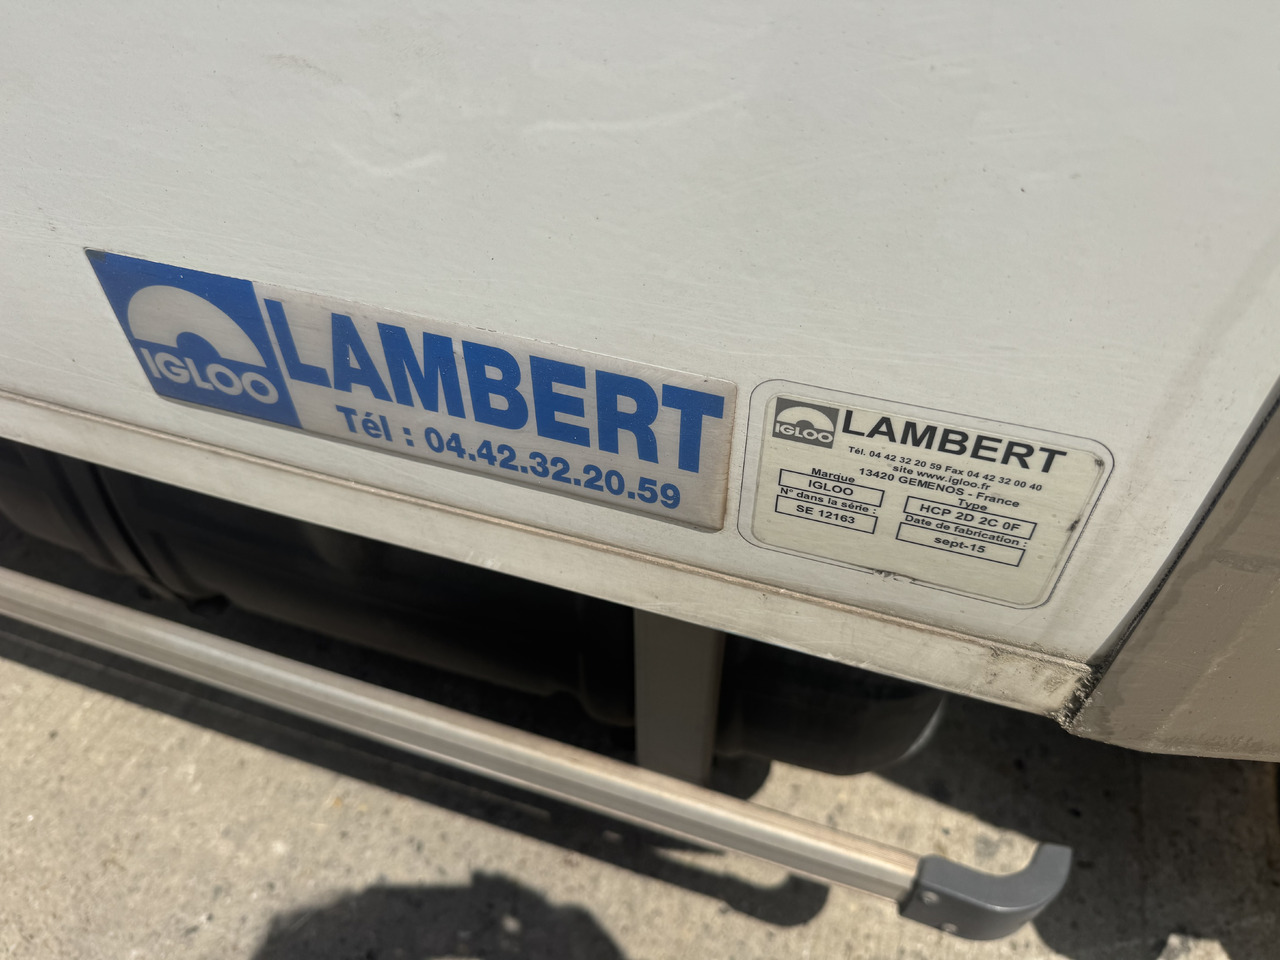 IGLOO
LAMBERT
Tél : 04.42.32.20.59
IGLOO
LAMBERT
Tél. 04 42 32 20 59 Fax 04 42 32 00 40
site www.igloo.fr
13420 GEMENOS - France
Marque
IGLOO
Type
HCP 2D 2C 0F
N° dans la série :
SE 12163
Date de fabrication :
sept-15